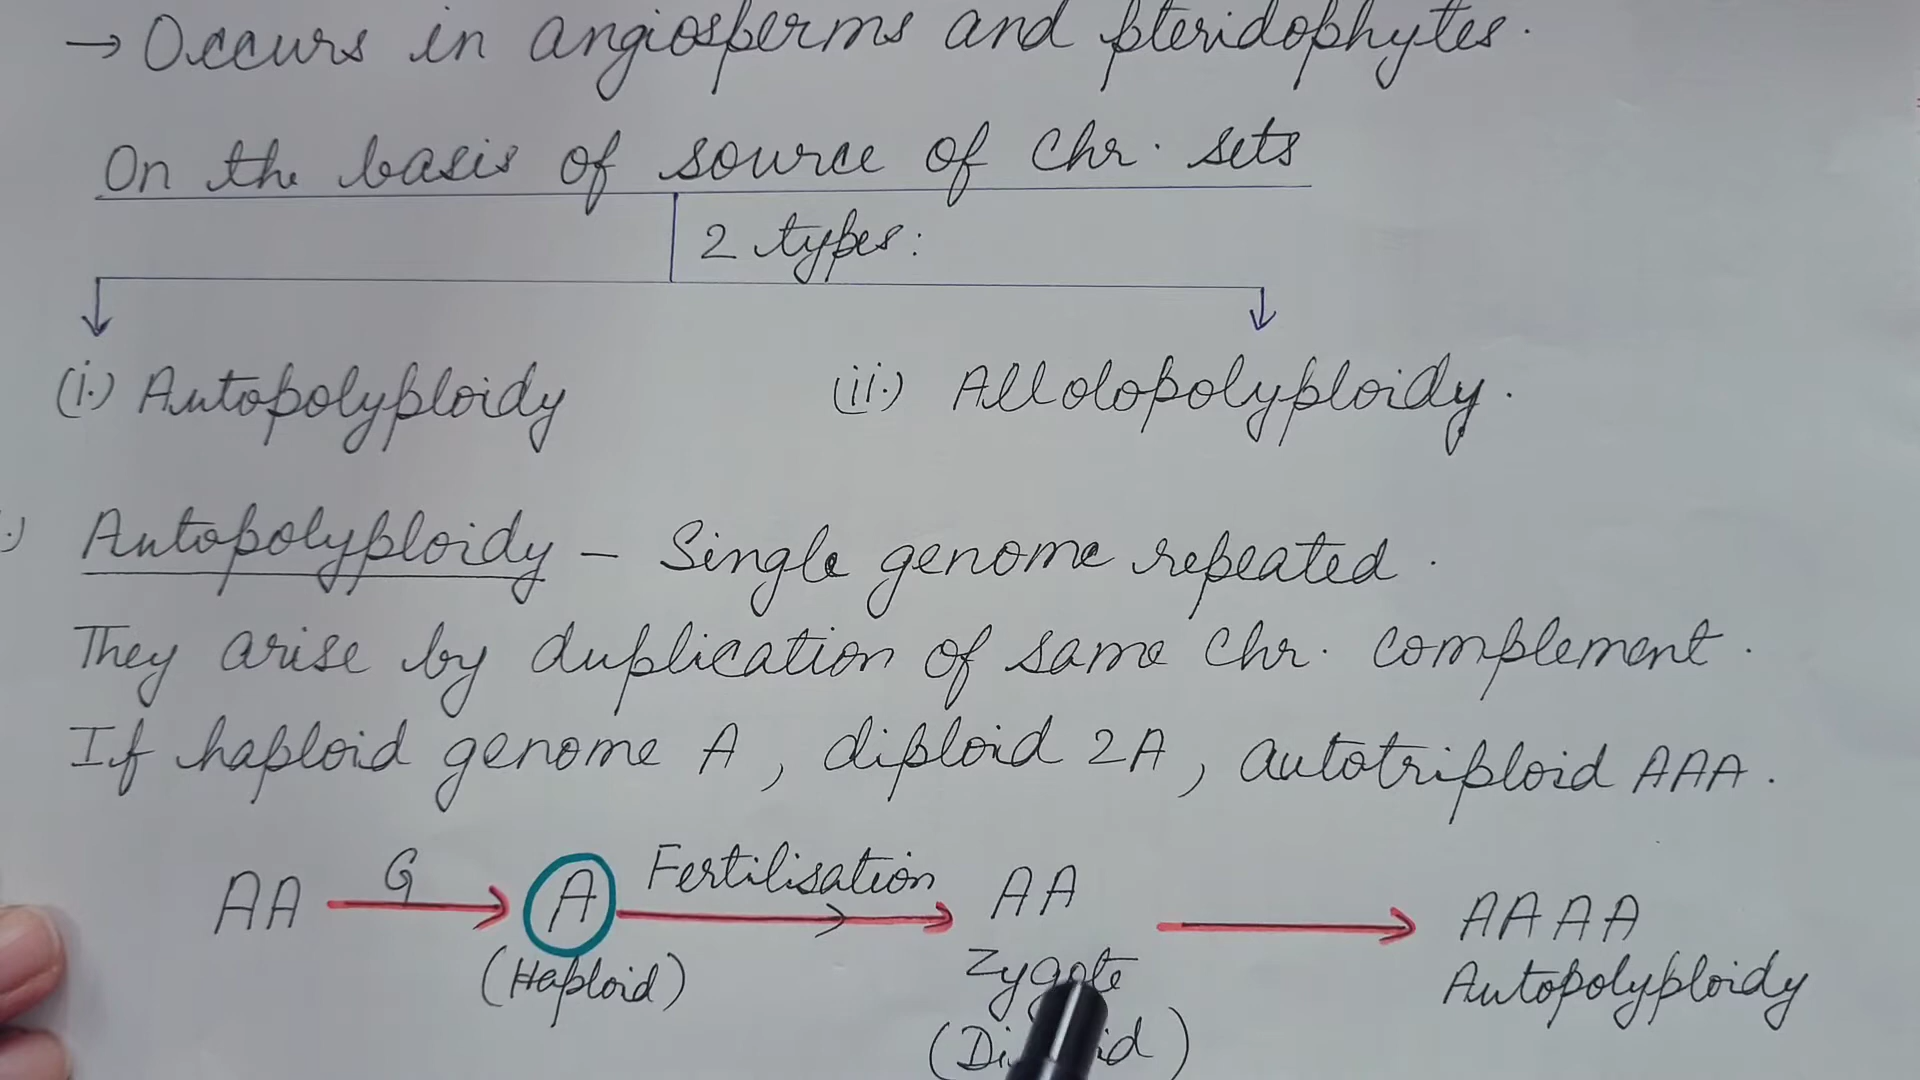 → Occurs in angiosperms and pteridophytes.
On the basis of source of Chr. sets
2 types:
(i.) Autopolyploidy (ii.) Allolopolyploidy.
Autopolyploidy – Single genome repeated.
They arise by duplication of same Chr. complement.
If haploid genome A, diploid 2A, autotriploid AAA.
AA G A Fertilisation AA AAAA
(Haploid) Zygote Autopolyploidy